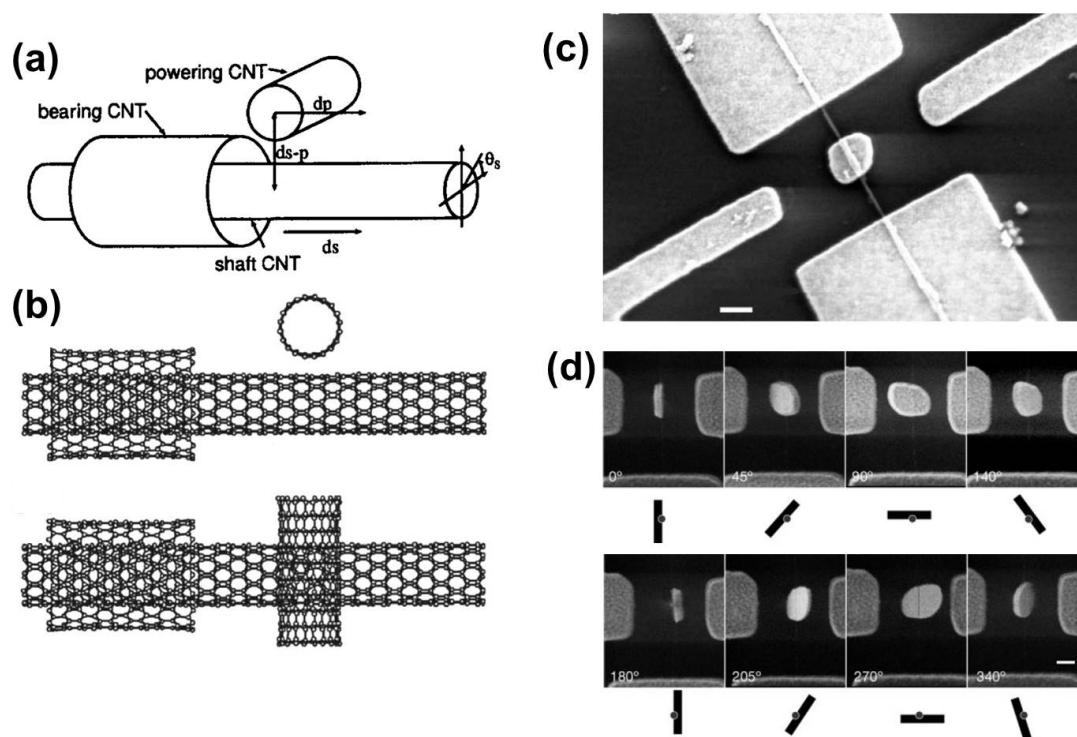 (a)
powering CNT
bearing CNT
dp
ds-p
θs
ds
shaft CNT
(b)
(c)
(d)
0°
45°
90°
140°
180°
205°
270°
340°